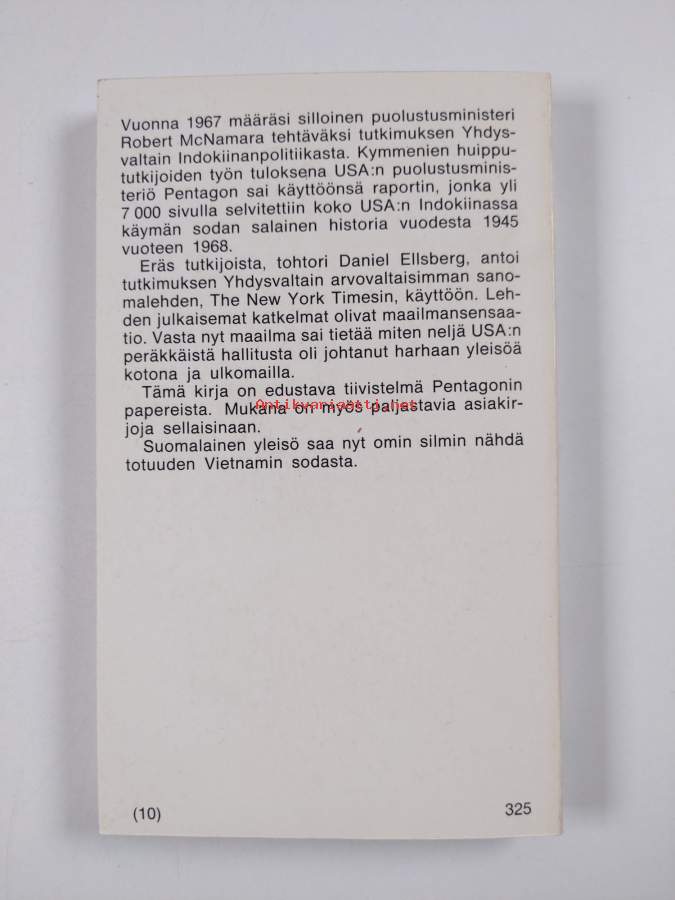 Vuonna 1967 määräsi silloinen puolustusministeri
Robert McNamara tehtäväksi tutkimuksen Yhdys-
valtain Indokiinanpolitiikasta. Kymmenien huippu-
tutkijoiden työn tuloksena USA:n puolustusminis-
teriö Pentagon sai käyttöönsä raportin, jonka yli
7 000 sivulla selvitettiin koko USA:n Indokiinassa
käymän sodan salainen historia vuodesta 1945
vuoteen 1968.
Eräs tutkijoista, tohtori Daniel Ellsberg, antoi
tutkimuksen Yhdysvaltain arvovaltaisimman sano-
malehden, The New York Timesin, käyttöön. Leh-
den julkaisemat katkelmat olivat maailmansensaa-
tio. Vasta nyt maailma sai tietää miten neljä USA:n
peräkkäistä hallitusta oli johtanut harhaan yleisöä
kotona ja ulkomailla.
Tämä kirja on edustava tiivistelmä Pentagonin
papereista. Mukana on myös paljastavia asiakir-
Antikvariantti.net
joja sellaisinaan.
Suomalainen yleisö saa nyt omin silmin nähdä
totuuden Vietnamin sodasta.
(10)
325